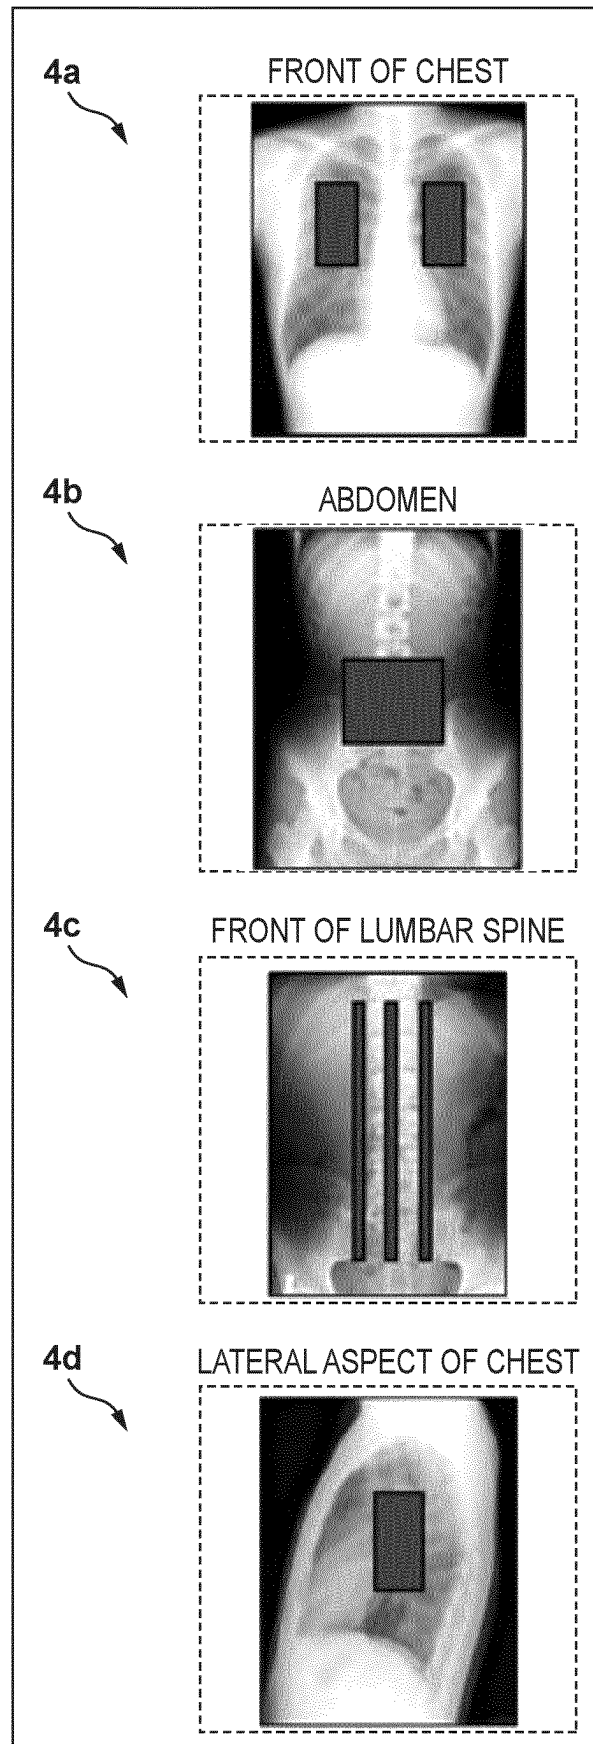 4a
FRONT OF CHEST
4b
ABDOMEN
4c
FRONT OF LUMBAR SPINE
4d
LATERAL ASPECT OF CHEST